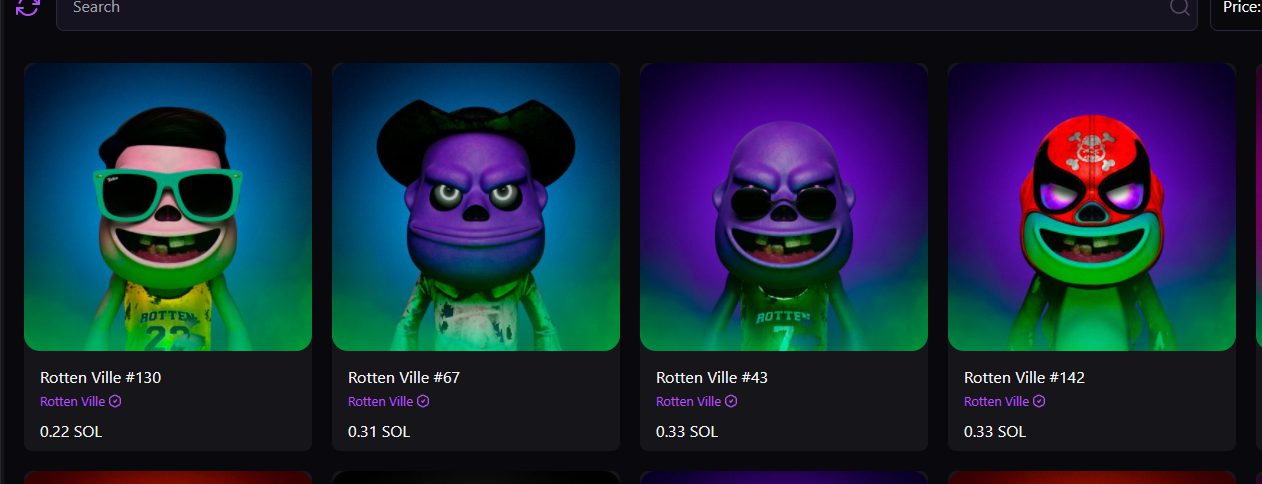 Search
Price:
ROTTEN
23
ROTTEN
7
Rotten Ville #130
Rotten Ville #67
Rotten Ville #43
Rotten Ville #142
Rotten Ville
Rotten Ville
Rotten Ville
Rotten Ville
0.22 SOL
0.31 SOL
0.33 SOL
0.33 SOL